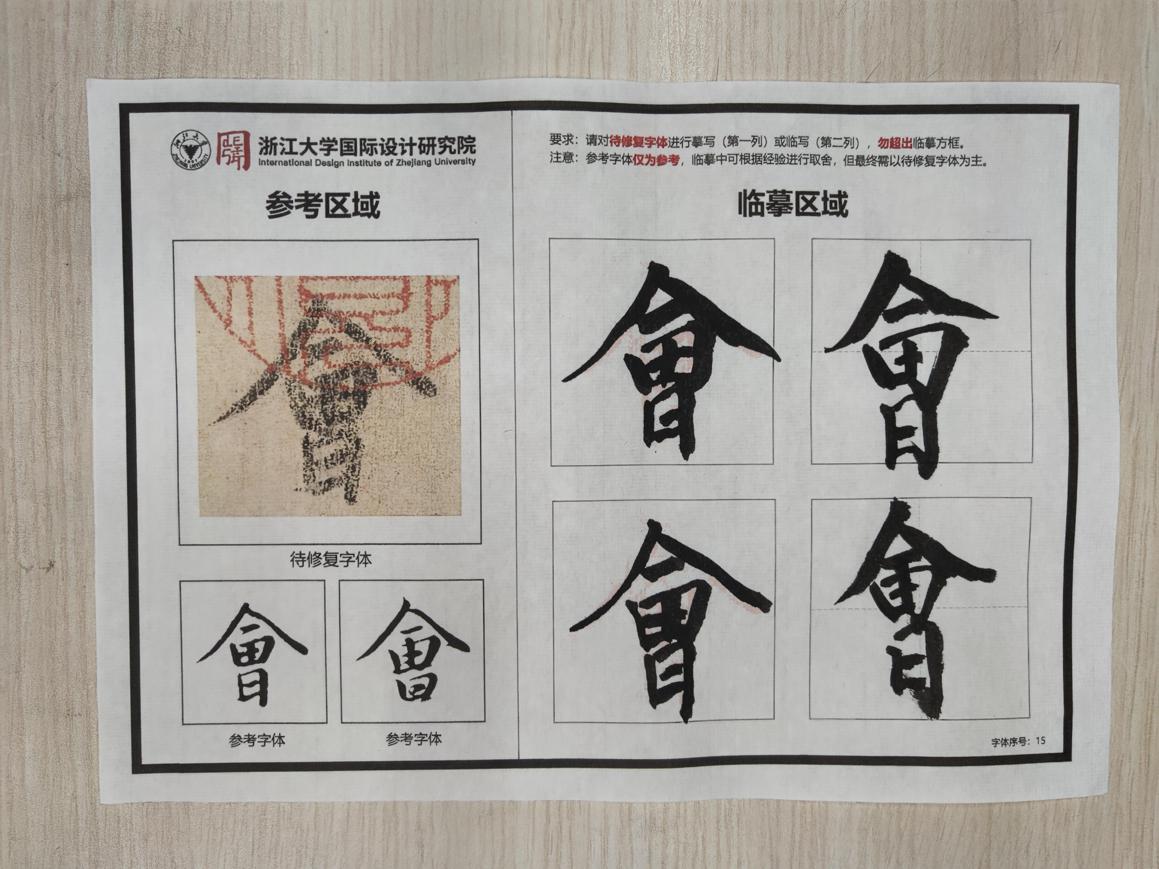 浙江大学国际设计研究院
International Design Institute of Zhejiang University
要求：请对待修复字体进行摹写（第一列）或临写（第二列），勿超出临摹方框。
注意：参考字体仅为参考，临摹中可根据经验进行取舍，但最终需以待修复字体为主。
参考区域
临摹区域
會
待修复字体
會
會
參考字体
参考字体
會
會
會
會
字体序号：15